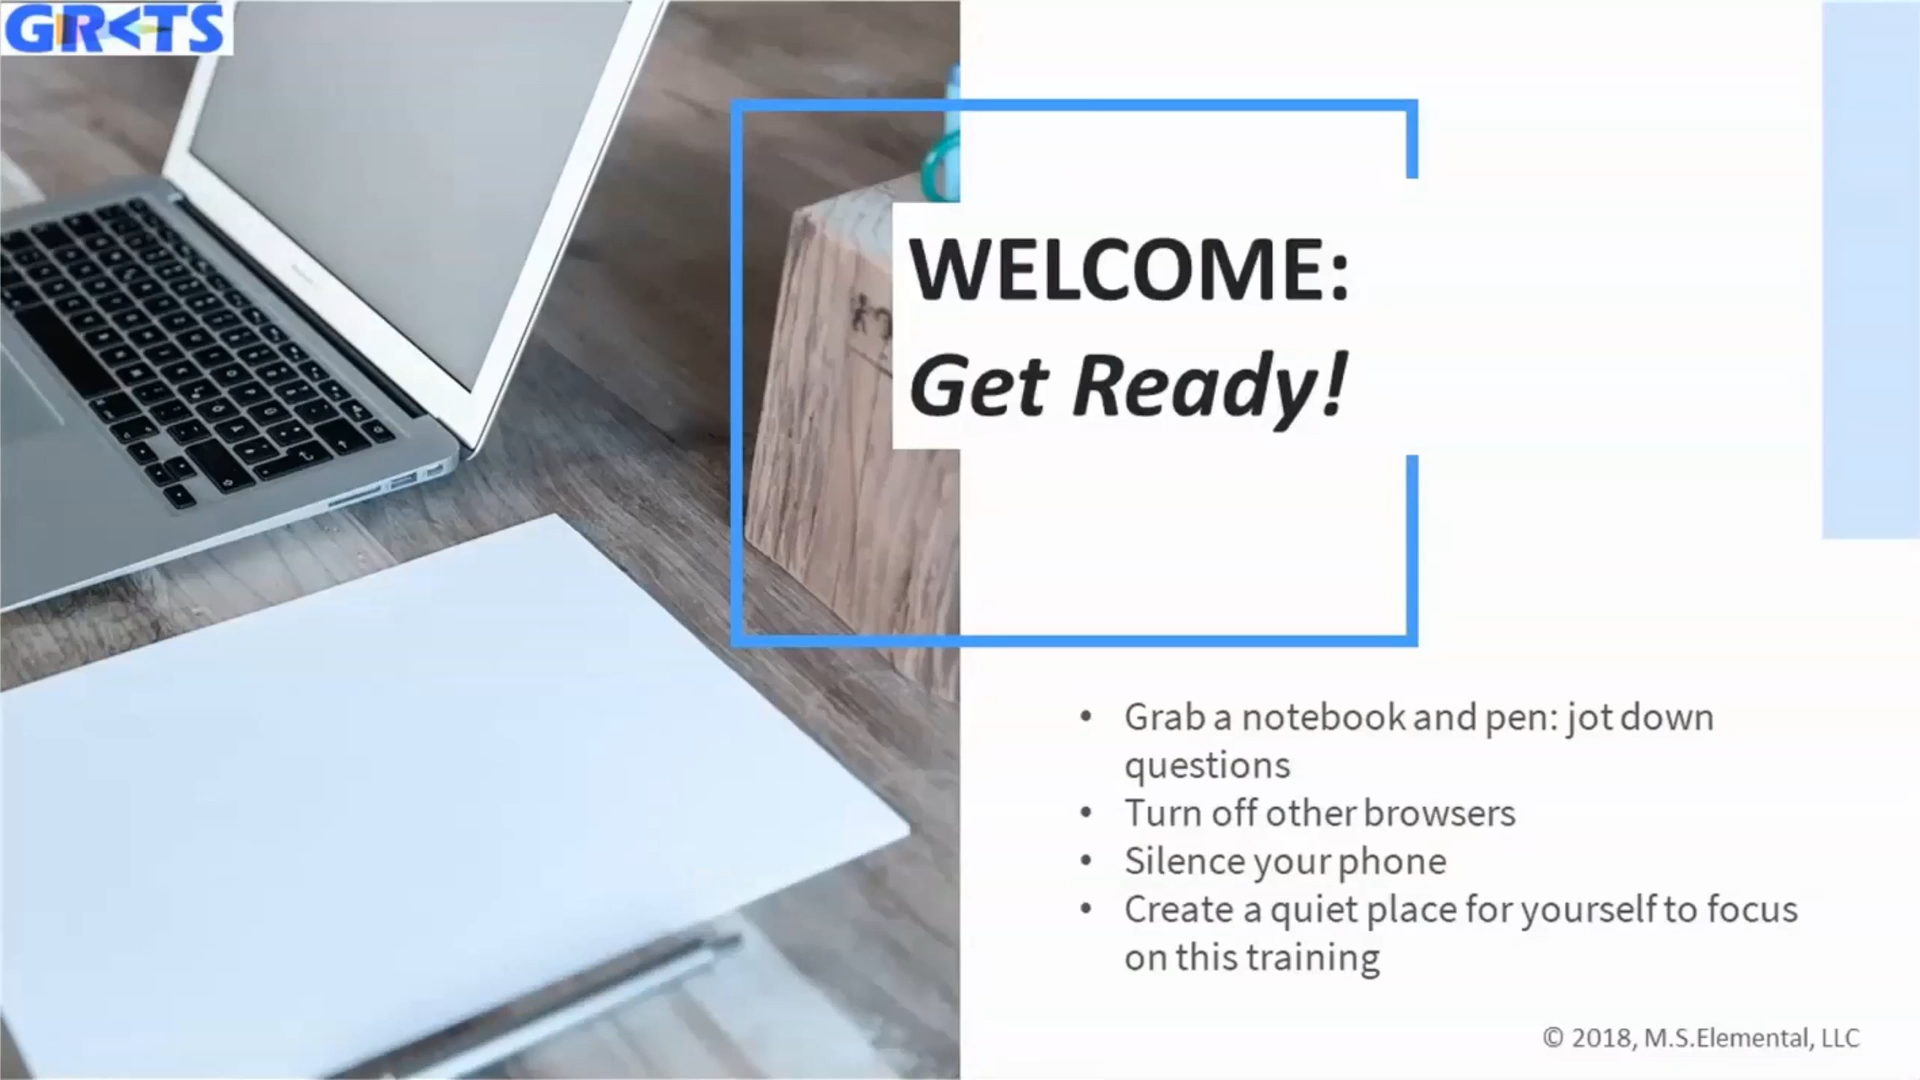 GRTS
WELCOME:
Get Ready!
• Grab a notebook and pen: jot down
questions
• Turn off other browsers
• Silence your phone
• Create a quiet place for yourself to focus
on this training
© 2018, M.S.Elemental, LLC